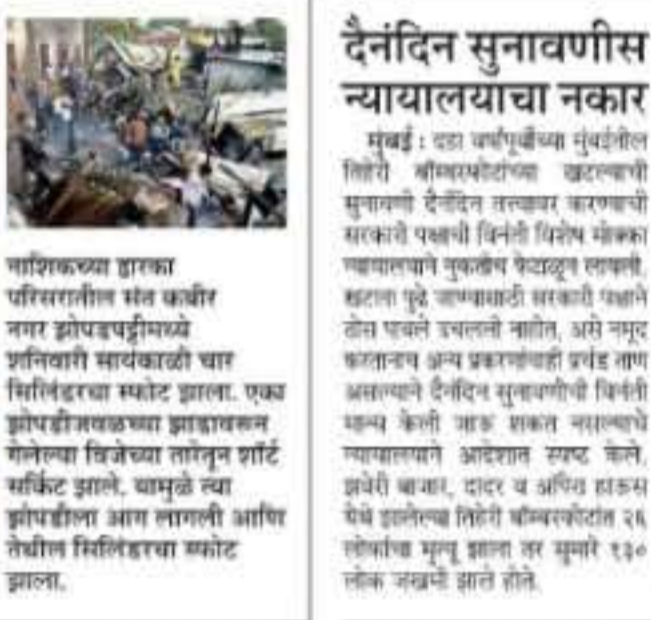 नाशिकच्या द्वारका
परिसरातील संत कबीर
नगर झोपडपट्टीमध्ये
शनिवारी सायंकाळी चार
सिलिंडरचा स्फोट झाला. एका
झोपडीजवळच्या झाडावरून
गेलेल्या विजेच्या तारेतून शॉर्ट
सर्किट झाले. यामुळे त्या
झोपडीला आग लागली आणि
तेथील सिलिंडरचा स्फोट
झाला.
दैनंदिन सुनावणीस
न्यायालयाचा नकार
मुंबई : दहा वर्षांपूर्वीच्या मुंबईतील
तिहेरी बॉम्बस्फोटांच्या खटल्याची
सुनावणी दैनंदिन तत्त्वावर करण्याची
सरकारी पक्षाची विनंती विशेष मोक्का
न्यायालयाने नुकतीच फेटाळून लावली.
खटला पुढे जाण्यासाठी सरकारी पक्षाने
ठोस पावले उचलली नाहीत, असे नमूद
करतानाच अन्य प्रकरणांचाही प्रचंड ताण
असल्याने दैनंदिन सुनावणीची विनंती
मान्य केली जाऊ शकत नसल्याचे
न्यायालयाने आदेशात स्पष्ट केले.
झवेरी बाजार, दादर व ऑपेरा हाऊस
येथे झालेल्या तिहेरी बॉम्बस्फोटांत २६
लोकांचा मृत्यू झाला तर सुमारे १३०
लोक जखमी झाले होते.